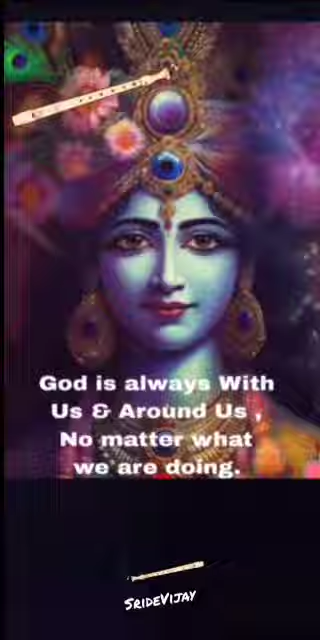 God is always With
Us & Around Us ,
No matter what
we are doing.
SRIDEVIJAY